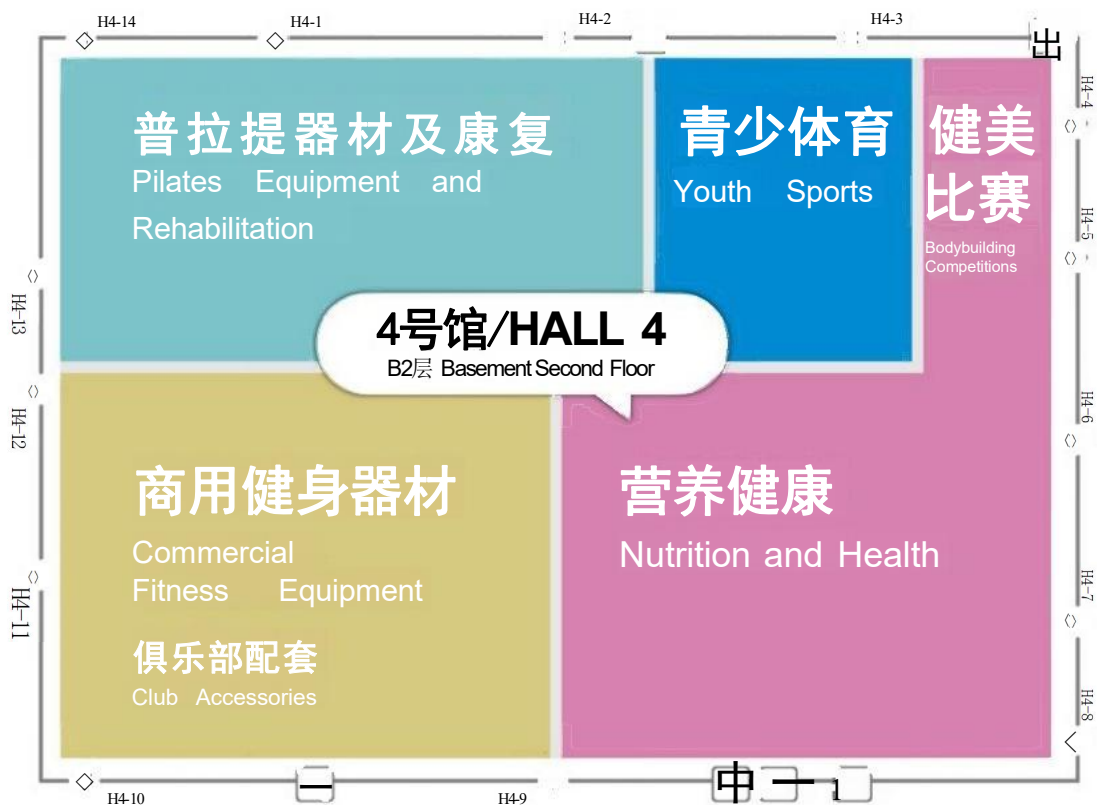 H4-14
H4-1
H4-2
H4-3
出
普拉提器材及康复
Pilates Equipment and
Rehabilitation
青少体育
Youth Sports
健美
比赛
Bodybuilding
Competitions
H4-4
H4-5
H4-13
4号馆/HALL 4
B2层 Basement Second Floor
H4-12
H4-6
商用健身器材
Commercial
Fitness Equipment
俱乐部配套
Club Accessories
营养健康
Nutrition and Health
H4-11
H4-7
H4-8
H4-10
一
H4-9
中 一 1